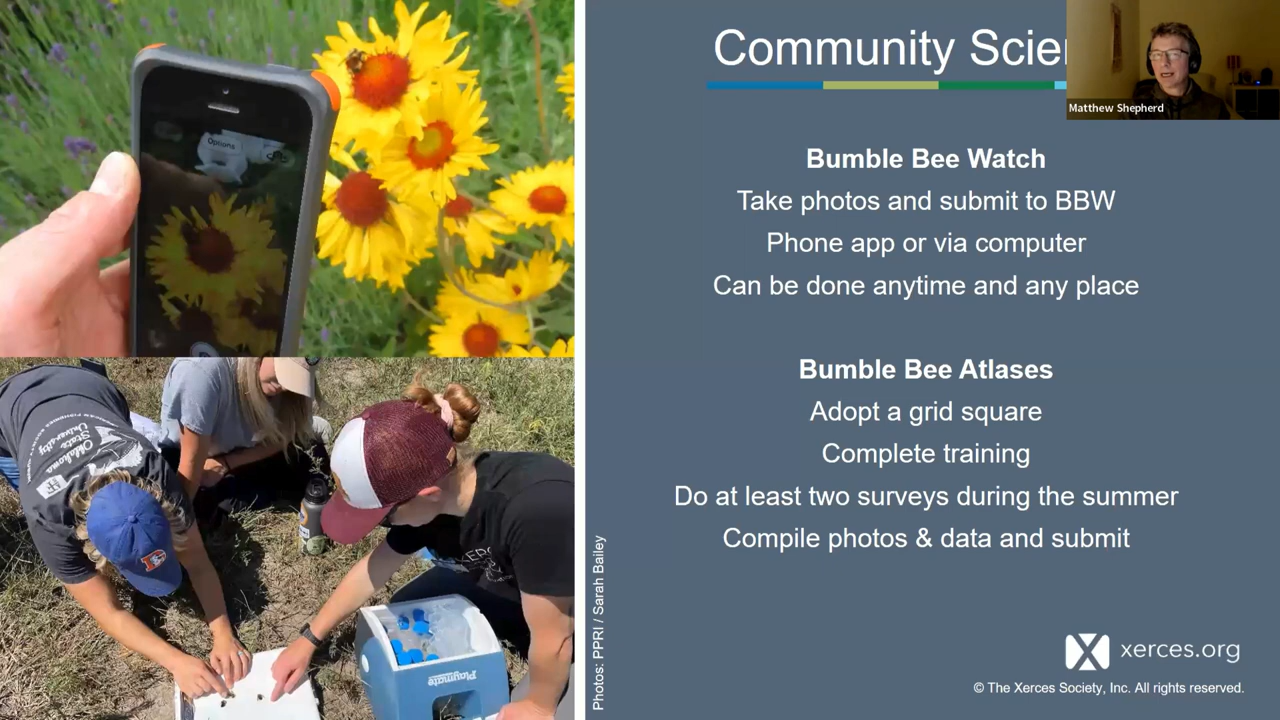 Community Scien
Matthew Shepherd
Bumble Bee Watch
Take photos and submit to BBW
Phone app or via computer
Can be done anytime and any place
Bumble Bee Atlases
Adopt a grid square
Complete training
Do at least two surveys during the summer
Compile photos & data and submit
Photos: PPRI / Sarah Bailey
xerces.org
© The Xerces Society, Inc. All rights reserved.
Options
Oklahoma
State
University
Playmate